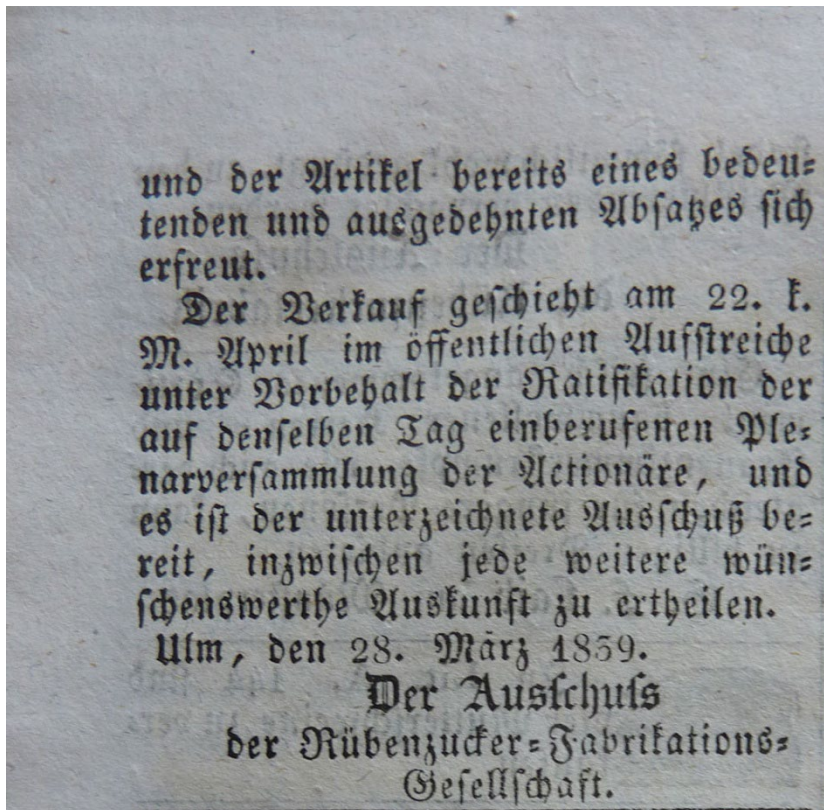 und der Artikel bereits eines bedeu⸗
tenden und ausgedehnten Abſatzes ſich
erfreut.
Der Verkauf geſchieht am 22. k.
M. April im öffentlichen Aufſtreiche
unter Vorbehalt der Ratifikation der
auf denſelben Tag einberufenen Ple⸗
narverſammlung der Actionäre, und
es iſt der unterzeichnete Ausſchuß be⸗
reit, inzwiſchen jede weitere wün⸗
ſchenswerthe Auskunft zu ertheilen.
Ulm, den 28. März 1839.
Der Ausſchuſs
der Rübenzucker⸗Fabrikations⸗
Geſellſchaft.